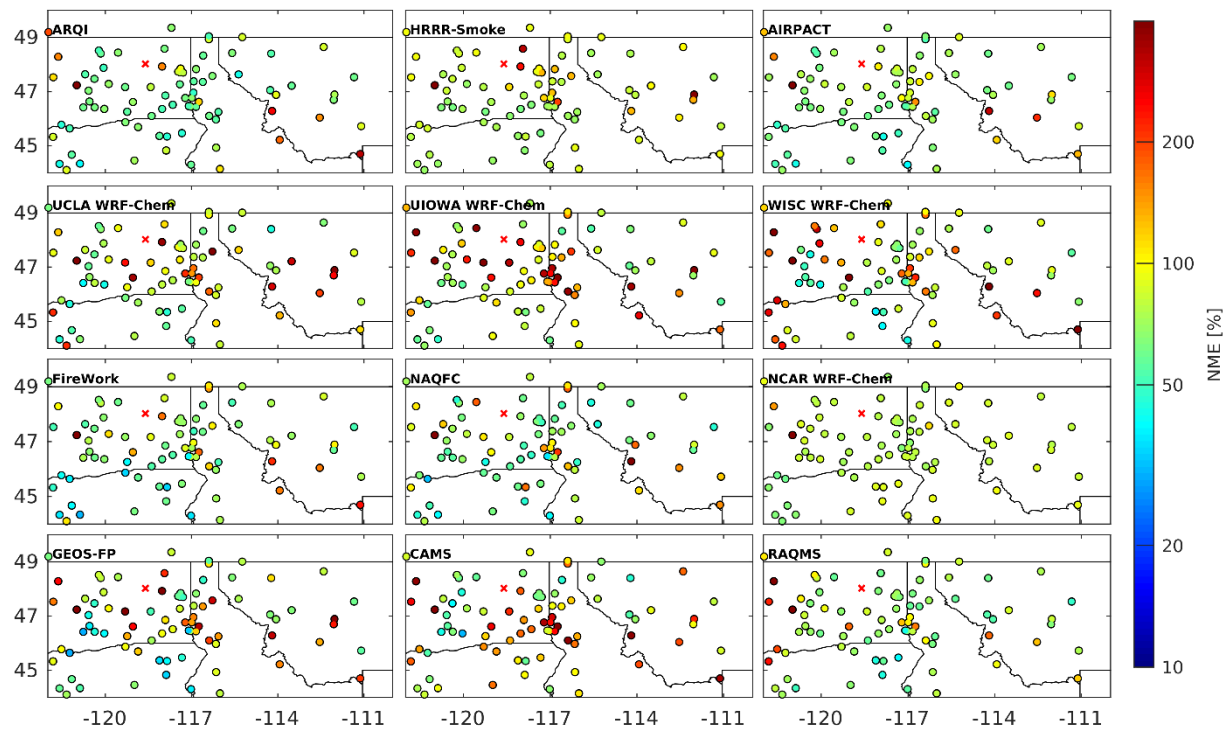 ARQI HRRR-Smoke AIRPACT
49
47
45
200
UCLA WRF-Chem UIOWA WRF-Chem WISC WRF-Chem
49
47
45
100
NME [%]
FireWork NAQFC NCAR WRF-Chem
49
47
45
50
GEOS-FP CAMS RAQMS
49
47
45
20
10
-120 -117 -114 -111 -120 -117 -114 -111 -120 -117 -114 -111